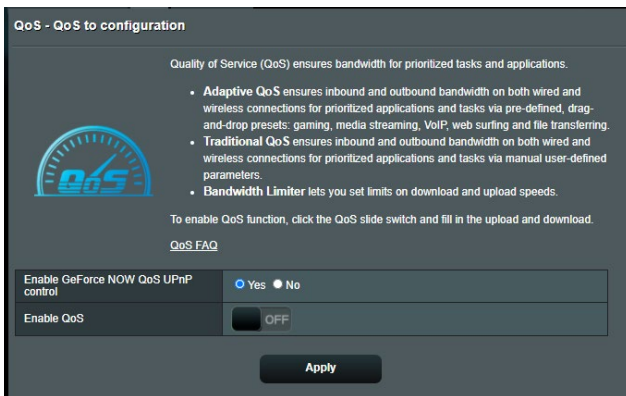 QoS - QoS to configuration
Quality of Service (QoS) ensures bandwidth for prioritized tasks and applications.
• Adaptive QoS ensures inbound and outbound bandwidth on both wired and
wireless connections for prioritized applications and tasks via pre-defined, drag-
and-drop presets: gaming, media streaming, VoIP, web surfing and file transferring.
• Traditional QoS ensures inbound and outbound bandwidth on both wired and
wireless connections for prioritized applications and tasks via manual user-defined
parameters.
• Bandwidth Limiter lets you set limits on download and upload speeds.
QoS
To enable QoS function, click the QoS slide switch and fill in the upload and download.
QoS FAQ
Enable GeForce NOW QoS UPnP
control
Yes No
Enable QoS
OFF
Apply